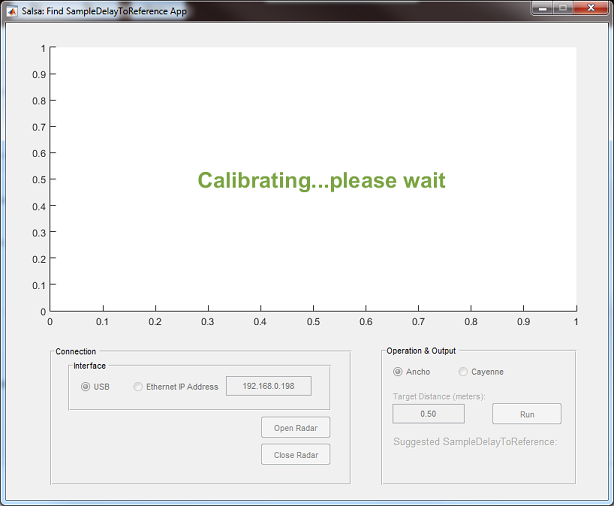 Salsa: Find SampleDelayToReference App
1
0.9
0.8
0.7
0.6
0.5
0.4
0.3
0.2
0.1
0
Calibrating...please wait
0 0.1 0.2 0.3 0.4 0.5 0.6 0.7 0.8 0.9 1
Connection
Interface
USB Ethernet IP Address 192.168.0.198
Open Radar
Close Radar
Operation & Output
Ancho Cayenne
Target Distance (meters):
0.50 Run
Suggested SampleDelayToReference: